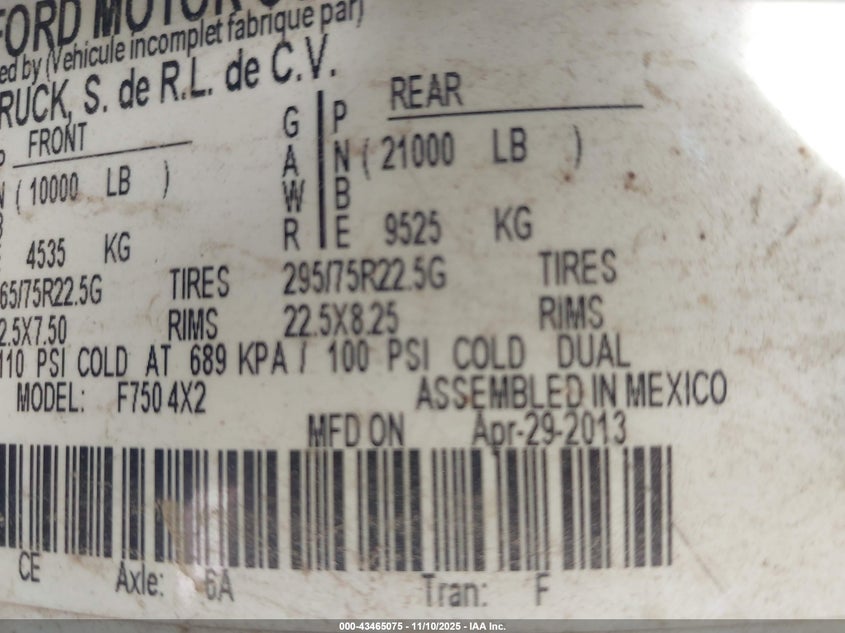 FORD MOTOR
ed by (Vehicule incomplet fabrique par)
RUCK, S. de R.L. de C.V.
FRONT G P REAR
N ( 10000 LB ) A N ( 21000 LB )
W B
4535 KG R E 9525 KG
65/75R22.5G TIRES 295/75R22.5G TIRES
2.5X7.50 RIMS 22.5X8.25 RIMS
110 PSI COLD AT 689 KPA / 100 PSI COLD DUAL
MODEL: F750 4X2 ASSEMBLED IN MEXICO
MFD ON Apr-29-2013
CE Axle: 6A Tran: F
000-43465075 - 11/10/2025 - IAA Inc.